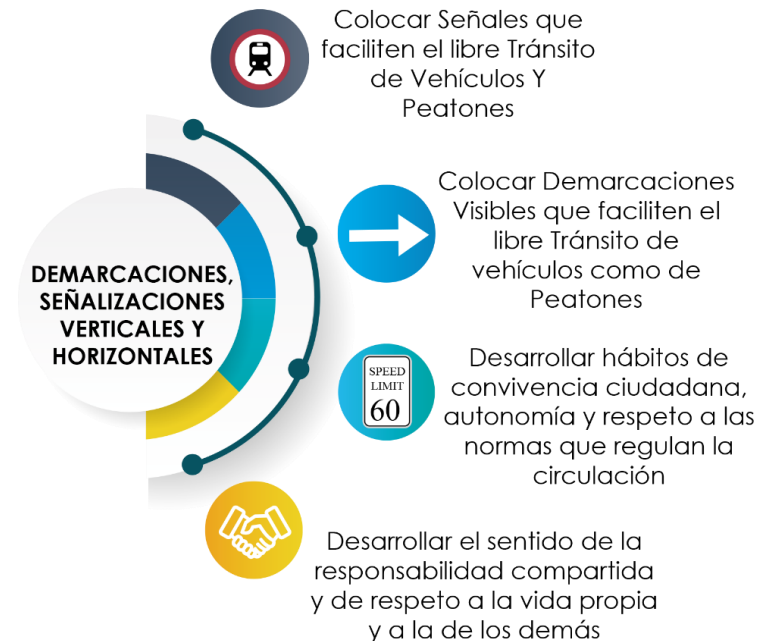 Colocar Señales que
faciliten el libre Tránsito
de Vehículos Y
Peatones
Colocar Demarcaciones
Visibles que faciliten el
libre Tránsito de
vehículos como de
Peatones
DEMARCACIONES,
SEÑALIZACIONES
VERTICALES Y
HORIZONTALES
SPEED
LIMIT
60
Desarrollar hábitos de
convivencia ciudadana,
autonomía y respeto a las
normas que regulan la
circulación
Desarrollar el sentido de la
responsabilidad compartida
y de respeto a la vida propia
y a la de los demás